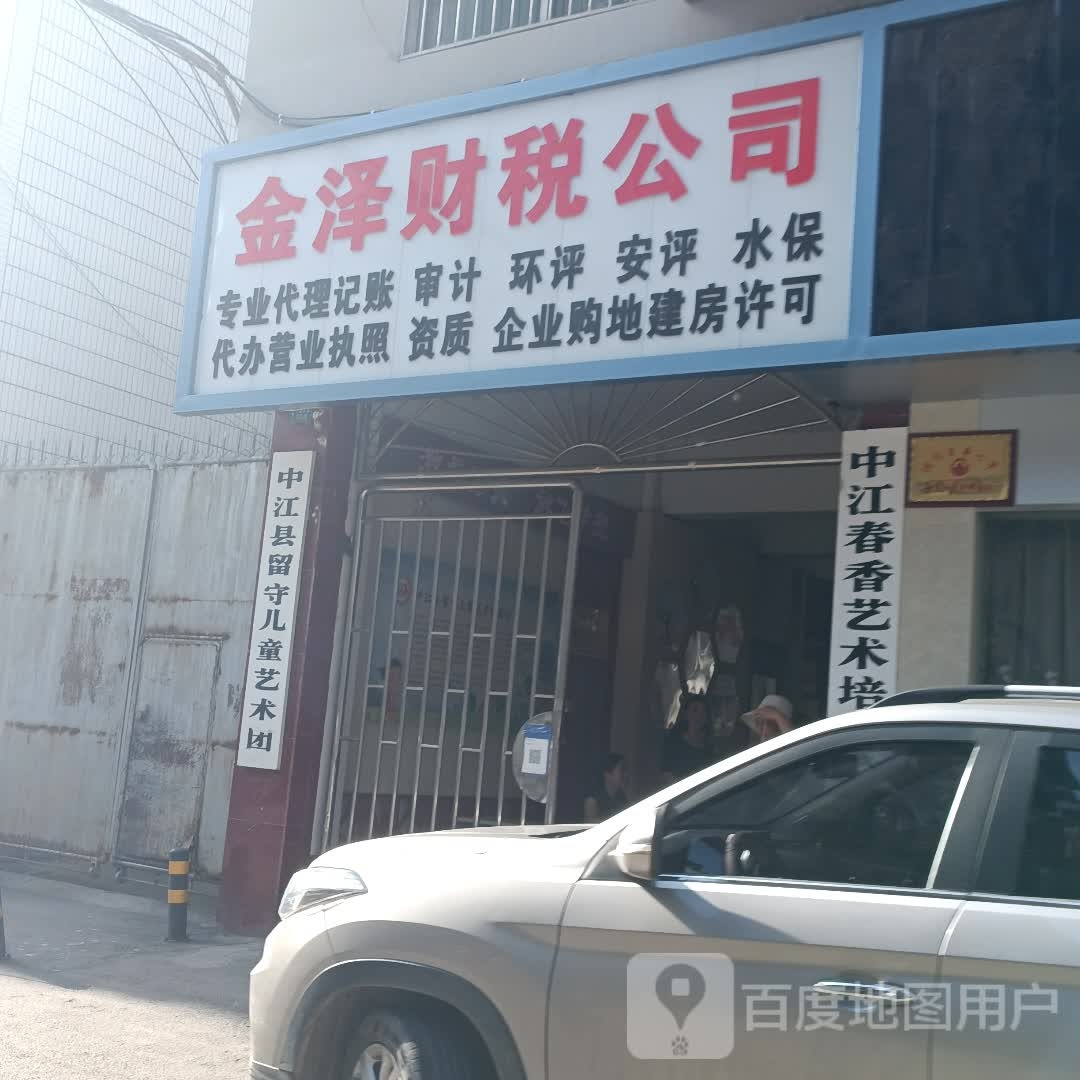 金泽财税公司
专业代理记账 审计 环评 安评 水保
代办营业执照 资质 企业购地建房许可
中江县留守儿童艺术团
中江春香艺术培
百度地图用户